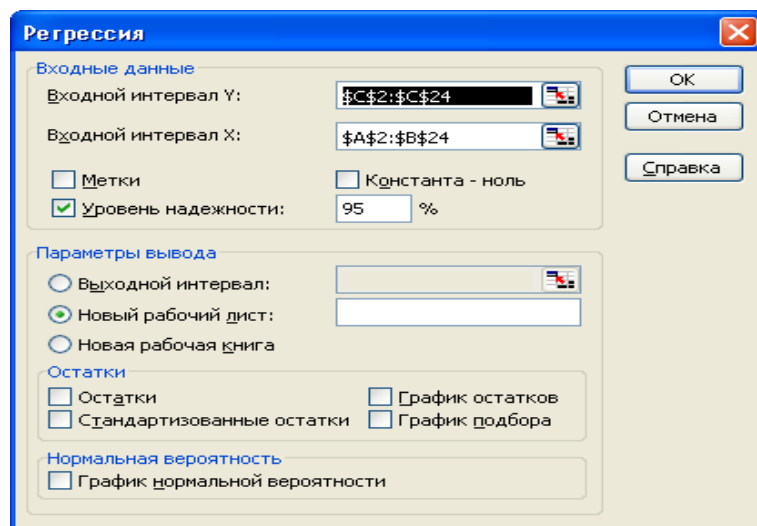 Регрессия
Входные данные
Входной интервал Y: $C$2:$C$24
Входной интервал X: $A$2:$B$24
Метки Константа - ноль
Уровень надежности: 95 %
ОК
Отмена
Справка
Параметры вывода
Выходной интервал:
Новый рабочий лист:
Новая рабочая книга
Остатки
Остатки График остатков
Стандартизованные остатки График подбора
Нормальная вероятность
График нормальной вероятности